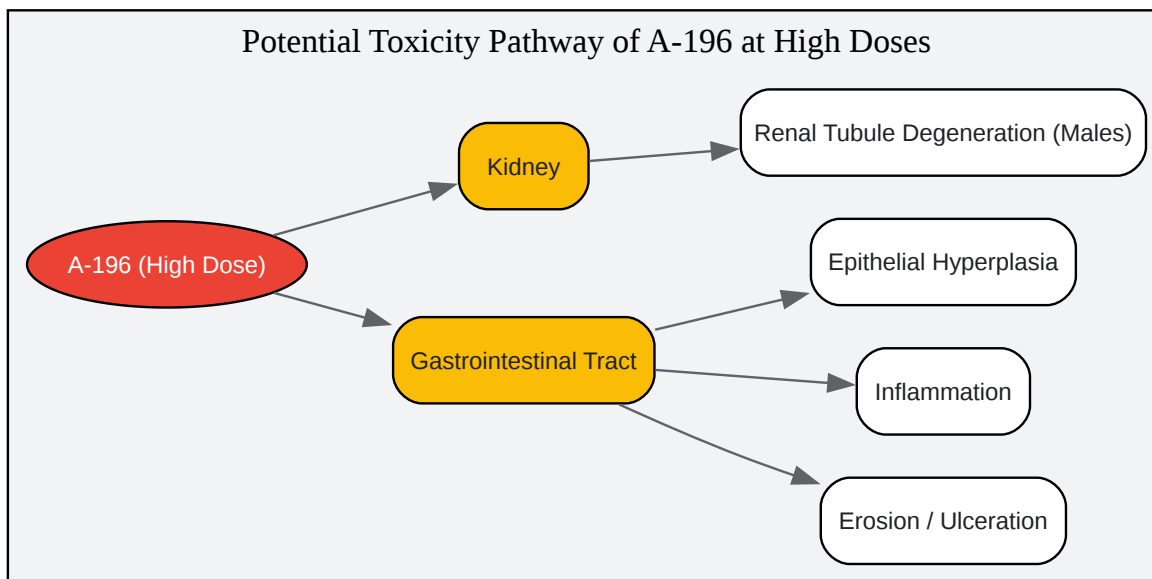 Potential Toxicity Pathway of A-196 at High Doses
Renal Tubule Degeneration (Males)
Kidney
A-196 (High Dose)
Epithelial Hyperplasia
Gastrointestinal Tract
Inflammation
Erosion / Ulceration